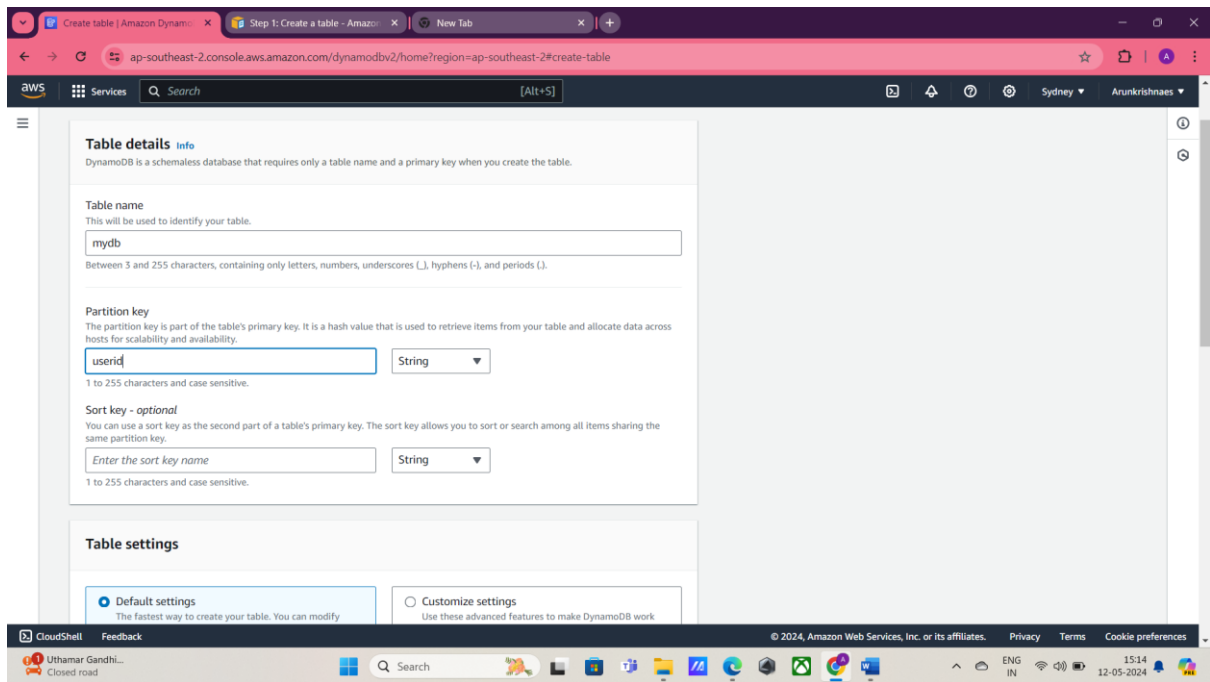 Create table | Amazon Dynamo
Step 1: Create a table - Amazon
New Tab
ap-southeast-2.console.aws.amazon.com/dynamodbv2/home?region=ap-southeast-2#create-table
A
aws
Services
Search
[Alt+S]
Sydney
Arunkrishnaes
Table details Info
DynamoDB is a schemaless database that requires only a table name and a primary key when you create the table.
Table name
This will be used to identify your table.
mydb
Between 3 and 255 characters, containing only letters, numbers, underscores (_), hyphens (-), and periods (.).
Partition key
The partition key is part of the table's primary key. It is a hash value that is used to retrieve items from your table and allocate data across
hosts for scalability and availability.
userid
String
1 to 255 characters and case sensitive.
Sort key - optional
You can use a sort key as the second part of a table's primary key. The sort key allows you to sort or search among all items sharing the
same partition key.
Enter the sort key name
String
1 to 255 characters and case sensitive.
Table settings
Default settings
The fastest way to create your table. You can modify
Customize settings
Use these advanced features to make DynamoDB work
CloudShell
Feedback
© 2024, Amazon Web Services, Inc. or its affiliates.
Privacy
Terms
Cookie preferences
1
Uthamar Gandhi...
Closed road
Search
ENG
IN
15:14
12-05-2024